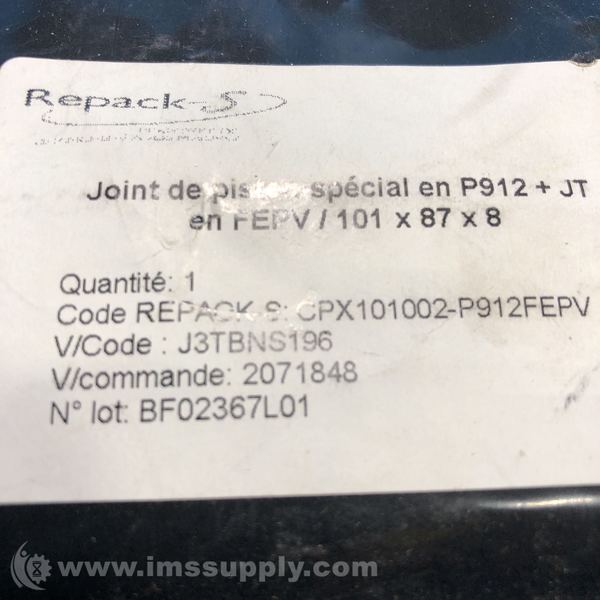 Repack-S
Joint de piston spécial en P912 + JT
en FEPV / 101 x 87 x 8
Quantité: 1
Code REPACK S: CPX101002-P912FEPV
V/Code : J3TBNS196
V/commande: 2071848
N° lot: BF02367L01
www.imssupply.com